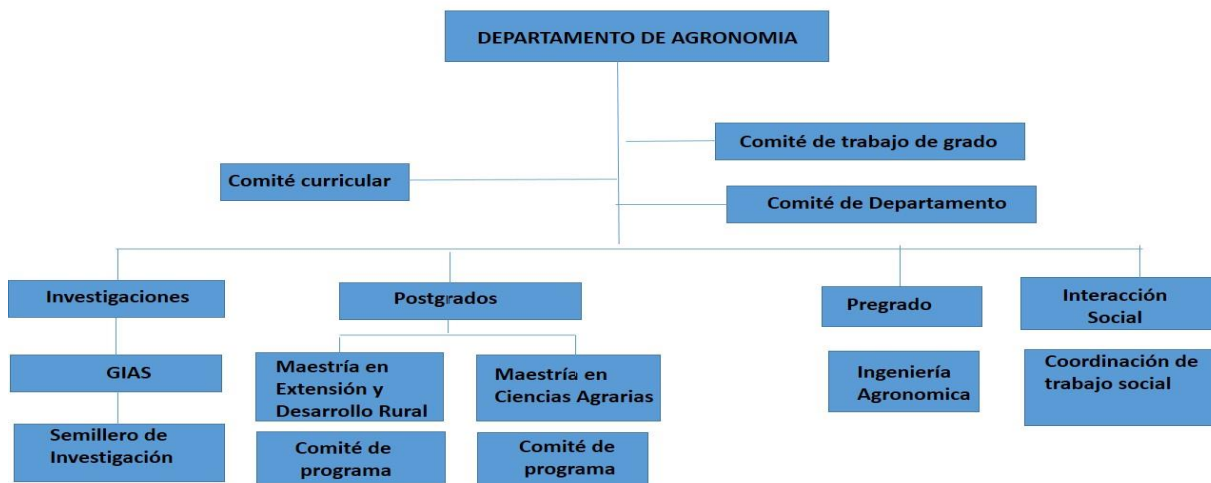 DEPARTAMENTO DE AGRONOMIA
Comité de trabajo de grado
Comité curricular
Comité de Departamento
Investigaciones
Postgrados
Pregrado
Interacción
Social
GIAS
Maestría en
Extensión y
Desarrollo Rural
Maestría en
Ciencias Agrarias
Ingeniería
Agronomica
Coordinación de
trabajo social
Semillero de
Investigación
Comité de
programa
Comité de
programa